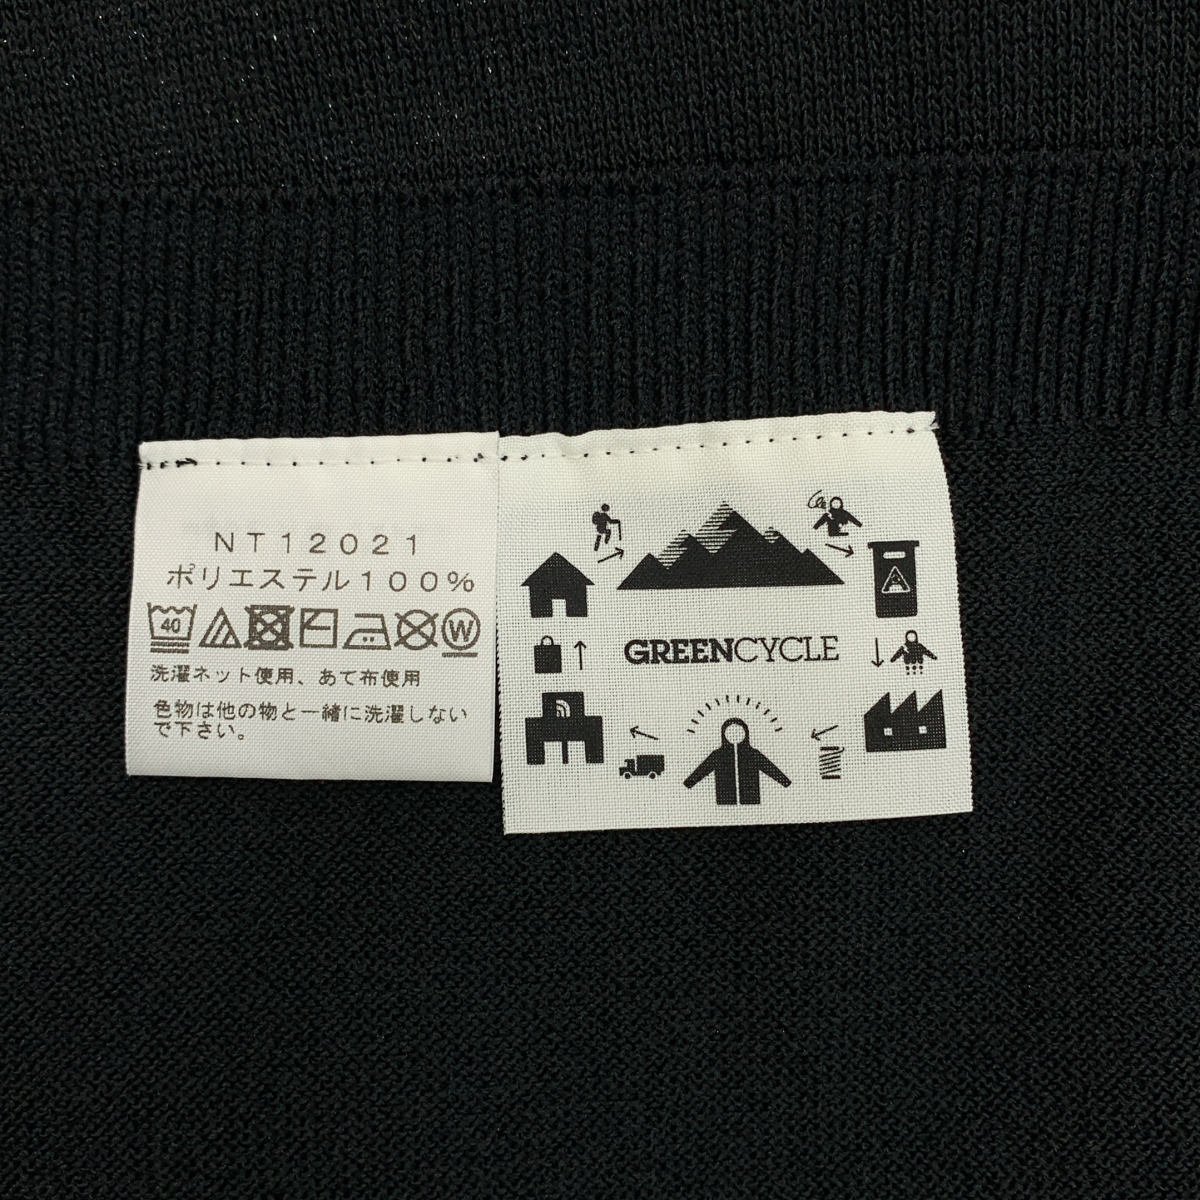 NT12021
ポリエステル100%
40 W
洗濯ネット使用、あて布使用
色物は他の物と一緒に洗濯しない
で下さい。
GREENCYCLE